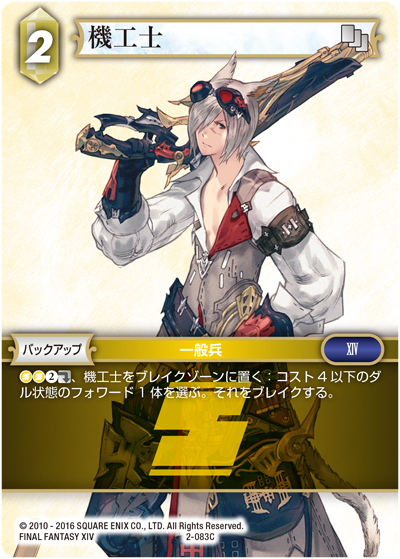 2
機工士
バックアップ
一般兵
XIV
土土2、機工士をブレイクゾーンに置く：コスト4以下のダ
ル状態のフォワード1体を選ぶ。それをブレイクする。
© 2010 - 2016 SQUARE ENIX CO., LTD. All Rights Reserved.
FINAL FANTASY XIV
2-083C